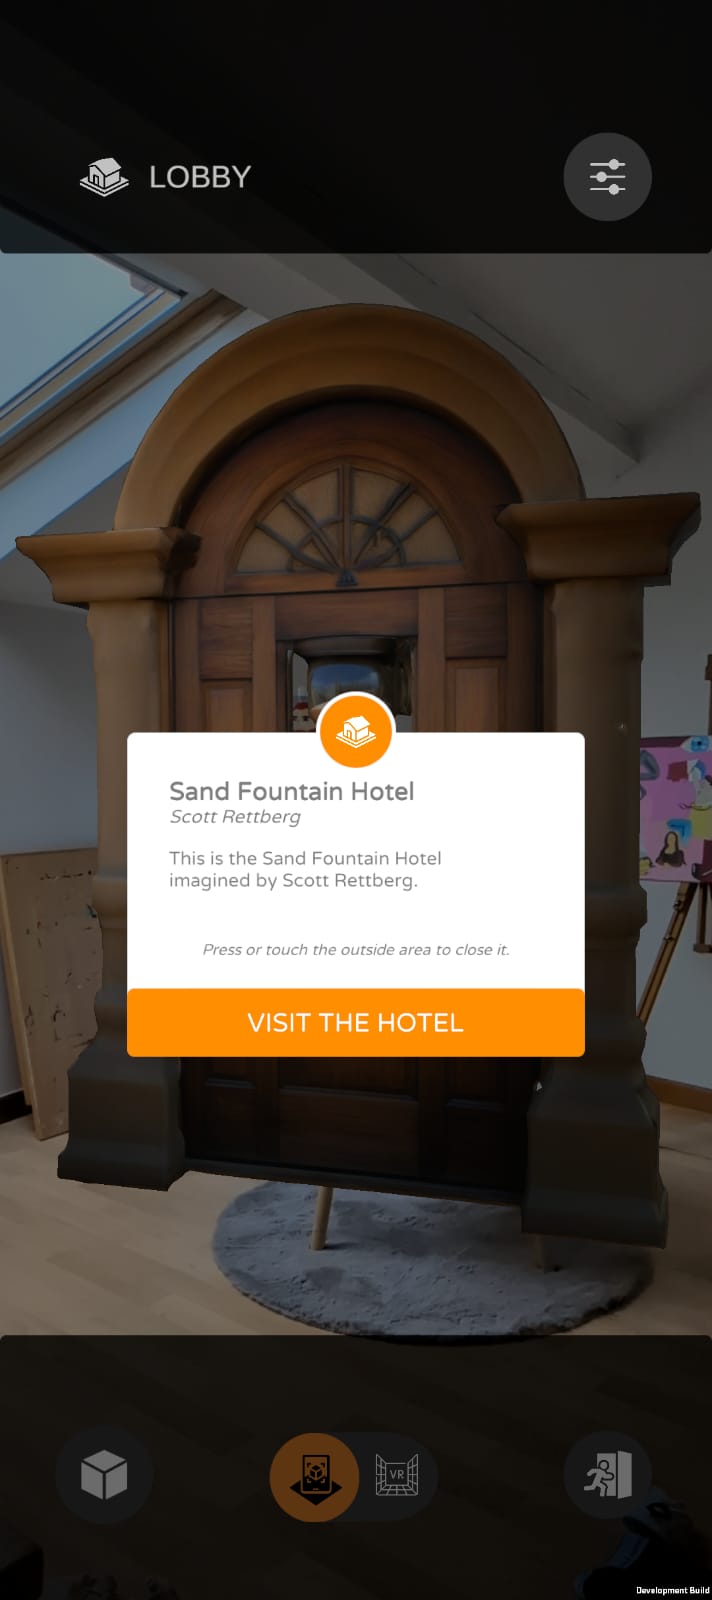 LOBBY
Sand Fountain Hotel
Scott Rettberg
This is the Sand Fountain Hotel
imagined by Scott Rettberg.
Press or touch the outside area to close it.
VISIT THE HOTEL
VR
Development Build